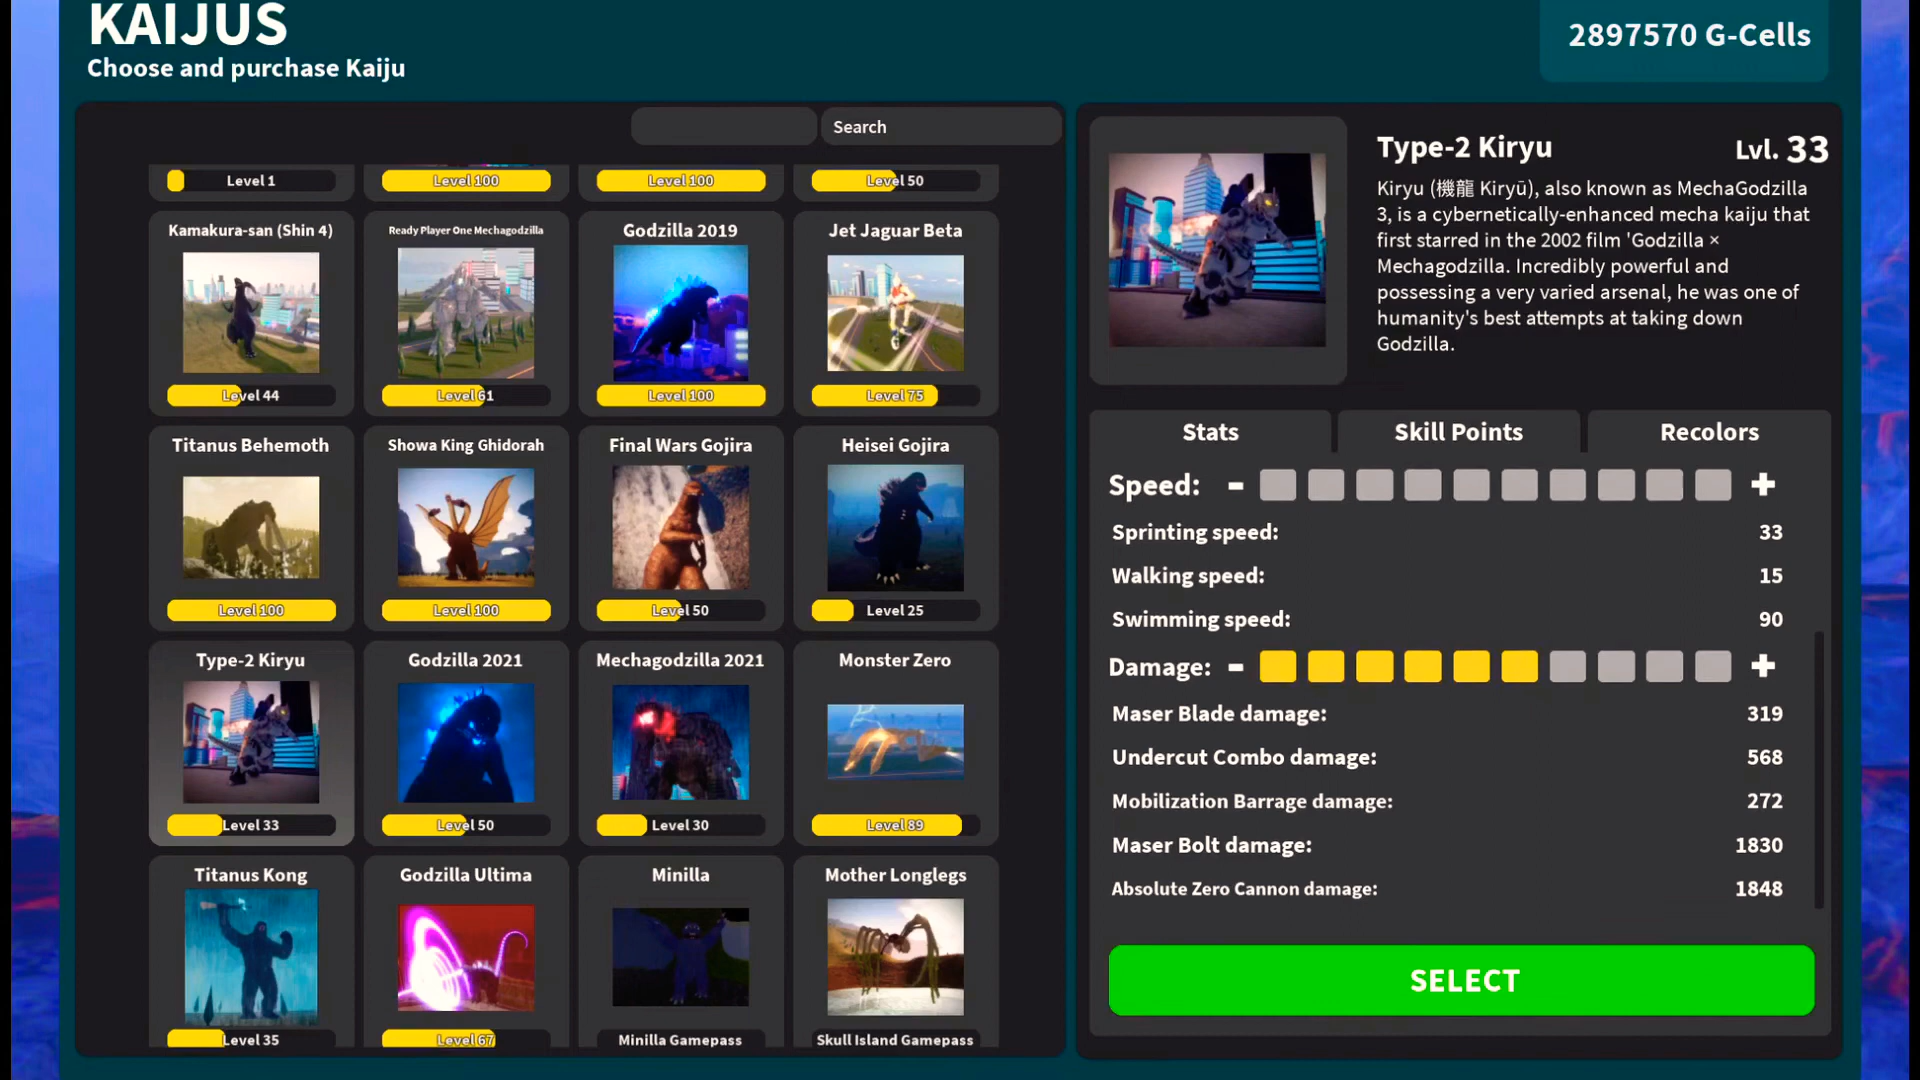 KAIJUS
Choose and purchase Kaiju
2897570 G-Cells
Search
Level 1
Level 100
Level 100
Level 50
Kamakura-san (Shin 4)
Ready Player One Mechagodzilla
Godzilla 2019
Jet Jaguar Beta
Level 44
Level 61
Level 100
Level 75
Titanus Behemoth
Showa King Ghidorah
Final Wars Gojira
Heisei Gojira
Level 100
Level 100
Level 50
Level 25
Type-2 Kiryu
Godzilla 2021
Mechagodzilla 2021
Monster Zero
Level 33
Level 50
Level 30
Level 89
Titanus Kong
Godzilla Ultima
Minilla
Mother Longlegs
Level 35
Level 67
Minilla Gamepass
Skull Island Gamepass
Type-2 Kiryu
Lvl. 33
Kiryu (機龍 Kiryū), also known as MechaGodzilla
3, is a cybernetically-enhanced mecha kaiju that
first starred in the 2002 film 'Godzilla ×
Mechagodzilla. Incredibly powerful and
possessing a very varied arsenal, he was one of
humanity's best attempts at taking down
Godzilla.
Stats
Skill Points
Recolors
Speed: - +
Sprinting speed: 33
Walking speed: 15
Swimming speed: 90
Damage: - +
Maser Blade damage: 319
Undercut Combo damage: 568
Mobilization Barrage damage: 272
Maser Bolt damage: 1830
Absolute Zero Cannon damage: 1848
SELECT